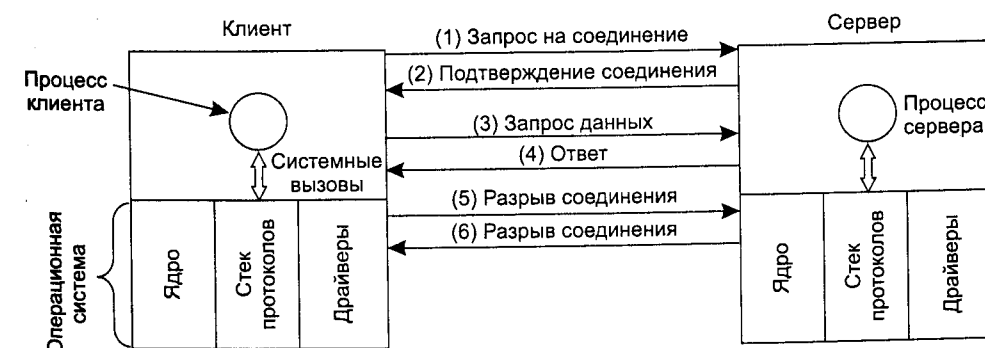 Клиент
Сервер
(1) Запрос на соединение
(2) Подтверждение соединения
Процесс
клиента
(3) Запрос данных
Процесс
сервера
(4) Ответ
Системные
вызовы
(5) Разрыв соединения
(6) Разрыв соединения
Операционная
система
Ядро
Стек
протоколов
Драйверы
Ядро
Стек
протоколов
Драйверы